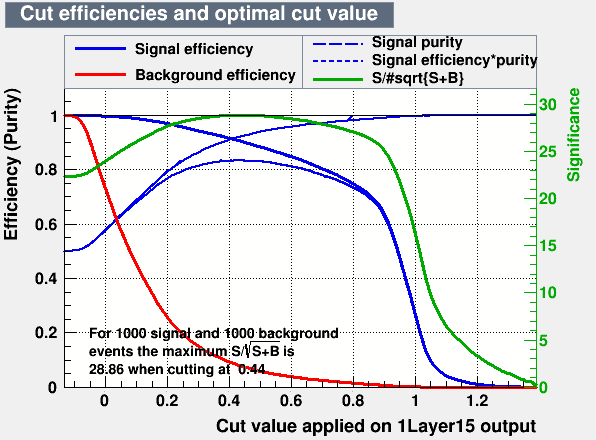 Cut efficiencies and optimal cut value
Signal efficiency
Background efficiency
Signal purity
Signal efficiency*purity
S/#sqrt{S+B}
Efficiency (Purity)
1
0.8
0.6
0.4
0.2
0
Significance
30
25
20
15
10
5
0
For 1000 signal and 1000 background
events the maximum S/√S+B is
28.86 when cutting at 0.44
0 0.2 0.4 0.6 0.8 1 1.2
Cut value applied on 1Layer15 output